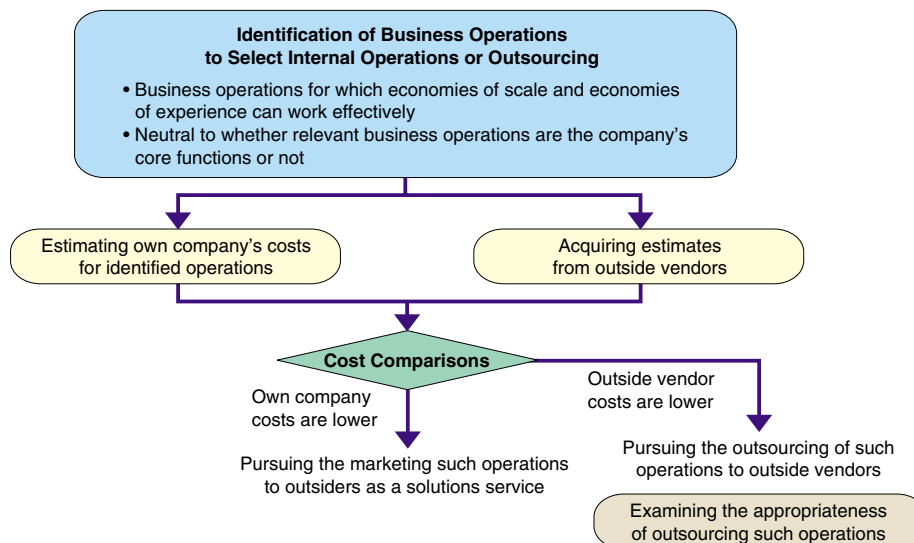 Identification of Business Operations
to Select Internal Operations or Outsourcing
• Business operations for which economies of scale and economies
of experience can work effectively
• Neutral to whether relevant business operations are the company's
core functions or not
Estimating own company's costs
for identified operations
Acquiring estimates
from outside vendors
Cost Comparisons
Own company
costs are lower
Outside vendor
costs are lower
Pursuing the marketing such operations
to outsiders as a solutions service
Pursuing the outsourcing of such
operations to outside vendors
Examining the appropriateness
of outsourcing such operations